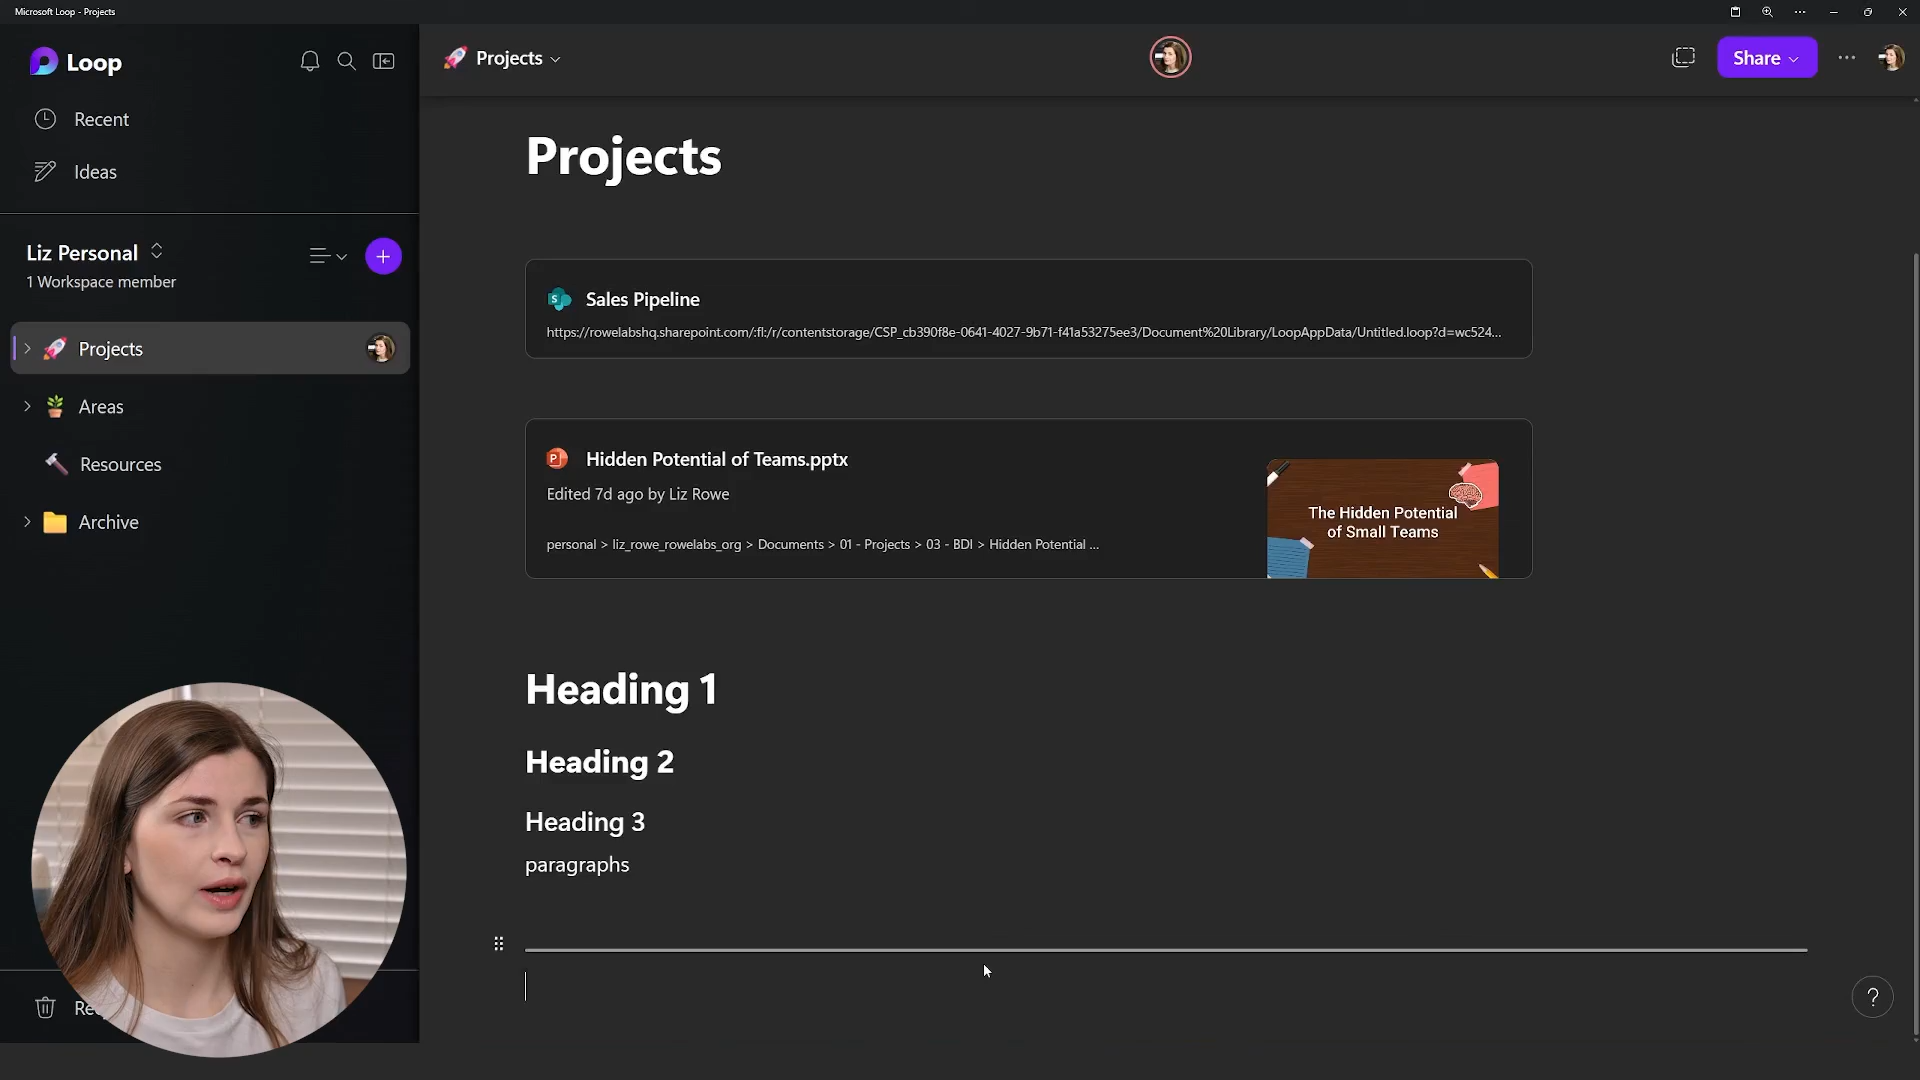 Microsoft Loop - Projects
Loop
Recent
Ideas
Liz Personal
1 Workspace member
Projects
Areas
Resources
Archive
Projects
Share
Projects
Sales Pipeline
https://rowelabshq.sharepoint.com/:fl:/r/contentstorage/CSP_cb390f8e-0641-4027-9b71-f41a53275ee3/Document%20Library/LoopAppData/Untitled.loop?d=wc524...
Hidden Potential of Teams.pptx
Edited 7d ago by Liz Rowe
personal > liz_rowe_rowelabs_org > Documents > 01 - Projects > 03 - BDI > Hidden Potential ...
The Hidden Potential
of Small Teams
Heading 1
Heading 2
Heading 3
paragraphs
?